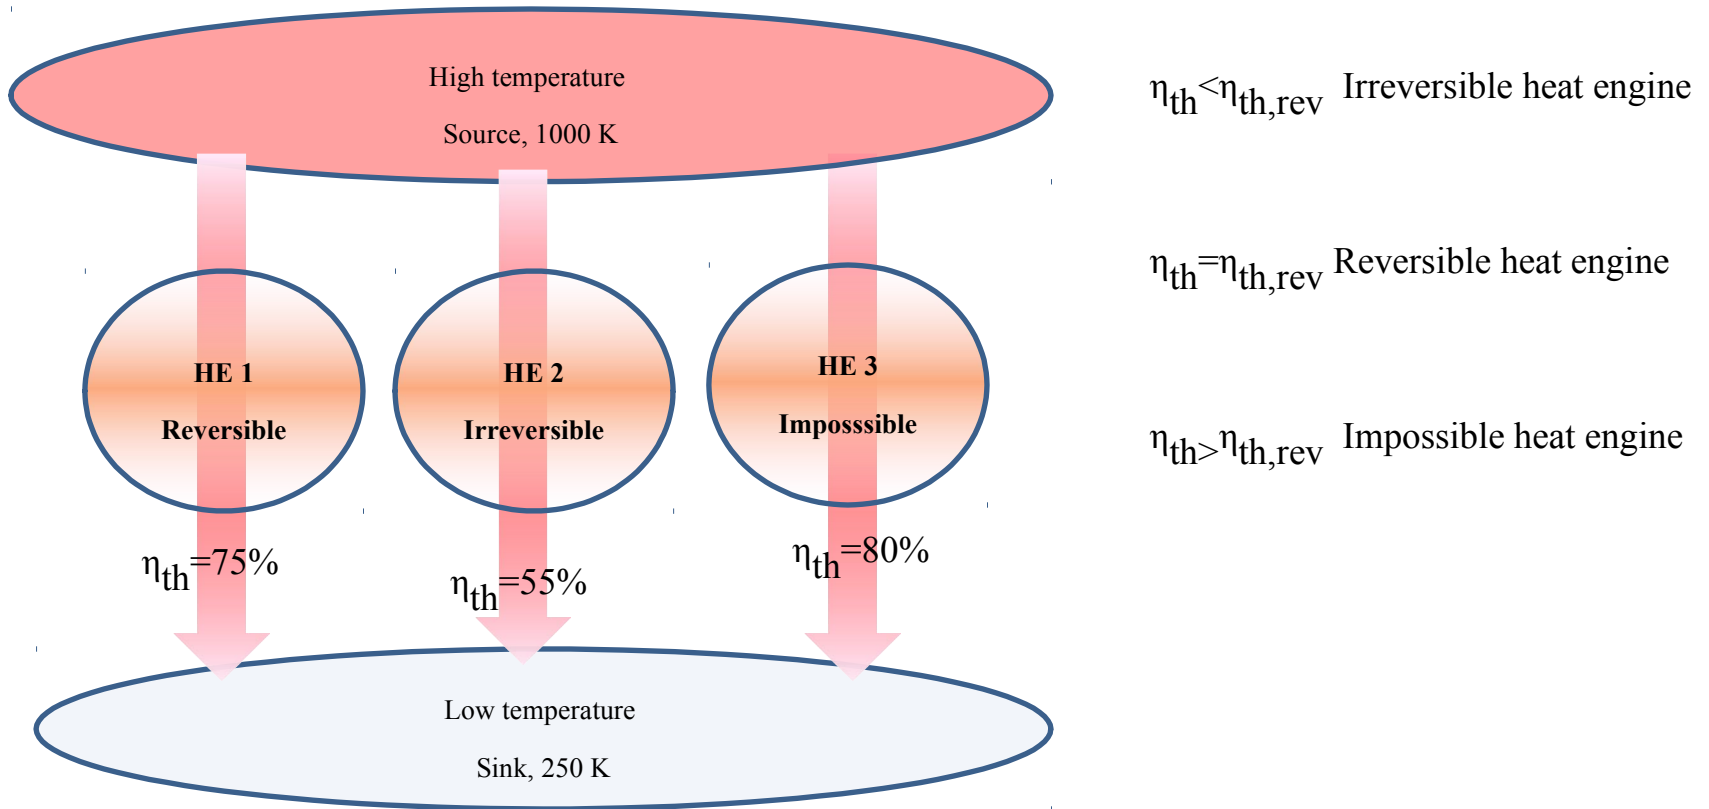 High temperature
Source, 1000 K
ηth<ηth,rev Irreversible heat engine
ηth=ηth,rev Reversible heat engine
ηth>ηth,rev Impossible heat engine
HE 1
Reversible
HE 2
Irreversible
HE 3
Imposssible
ηth=75%
ηth=55%
ηth=80%
Low temperature
Sink, 250 K